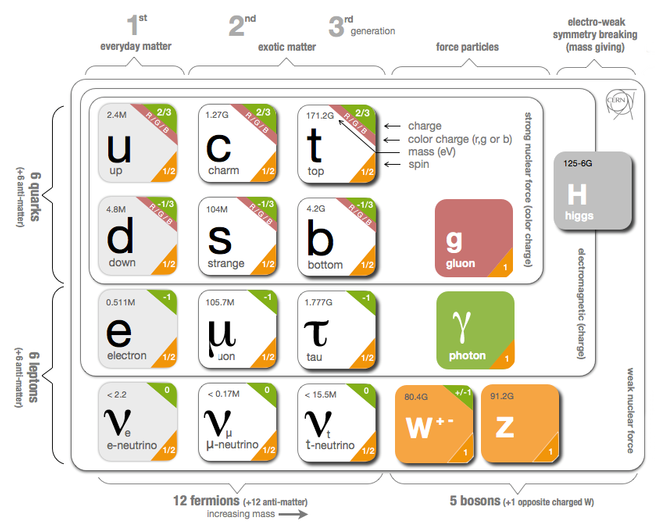 1st
2nd
3rd generation
everyday matter
exotic matter
force particles
electro-weak
symmetry breaking
(mass giving)
CERN
6 quarks
(+6 anti-matter)
2.4M
2/3
R/G/B
u
up
1/2
1.27G
2/3
R/G/B
c
charm
1/2
171.2G
2/3
R/G/B
t
top
1/2
charge
color charge (r,g or b)
mass (eV)
spin
strong nuclear force (color charge)
125-6G
H
higgs
4.8M
-1/3
R/G/B
d
down
1/2
104M
-1/3
R/G/B
s
strange
1/2
4.2G
-1/3
R/G/B
b
bottom
1/2
g
gluon
1
electromagnetic (charge)
6 leptons
(+6 anti-matter)
0.511M
-1
e
electron
1/2
105.7M
-1
μ
uon
1/2
1.777G
-1
τ
tau
1/2
γ
photon
1
weak nuclear force
< 2.2
0
νe
e-neutrino
1/2
< 0.17M
0
νμ
μ-neutrino
1/2
< 15.5M
0
νt
t-neutrino
1/2
80.4G
+/-1
W+-
1
91.2G
z
1
12 fermions (+12 anti-matter)
increasing mass
5 bosons (+1 opposite charged W)